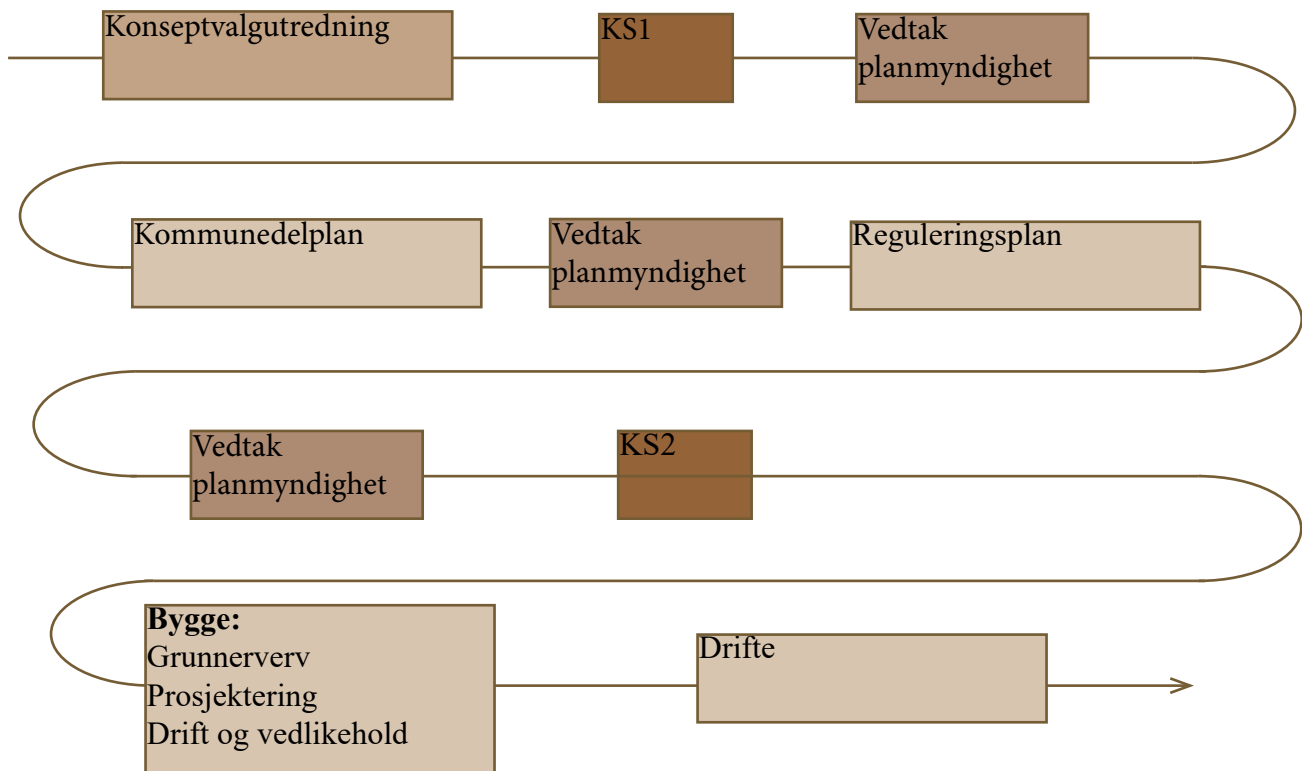 Konseptvalgutredning
KS1
Vedtak
planmyndighet
Kommunedelplan
Vedtak
planmyndighet
Reguleringsplan
Vedtak
planmyndighet
KS2
Bygge:
Grunnerverv
Prosjektering
Drift og vedlikehold
Drifte